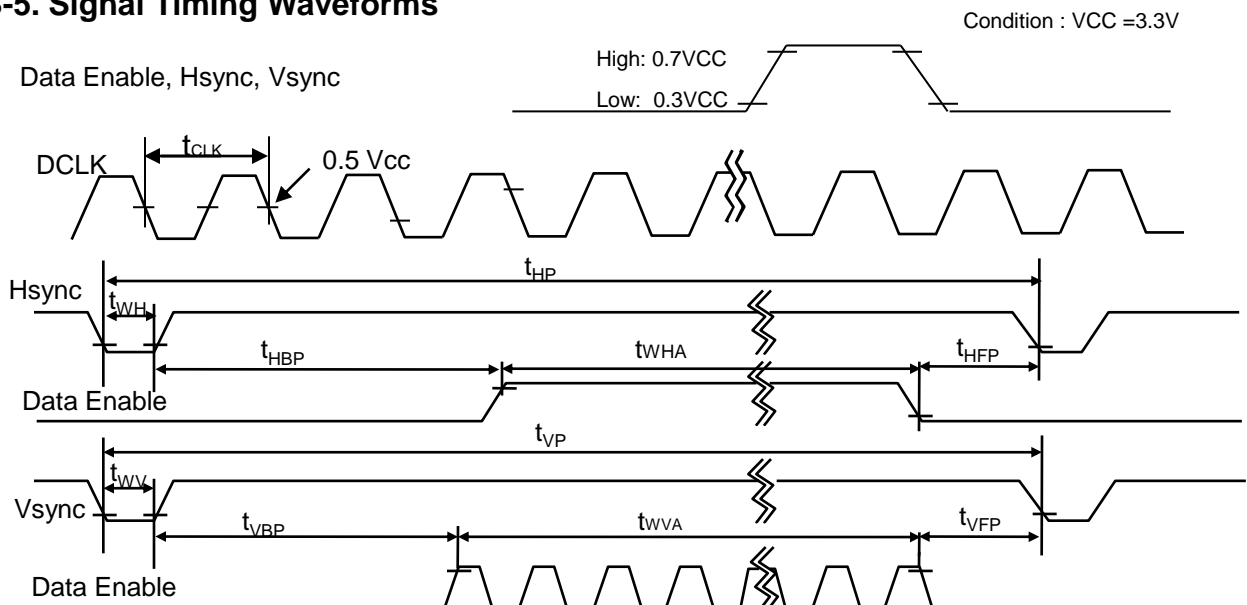 -5. Signal Timing Waveforms
Condition : VCC =3.3V
Data Enable, Hsync, Vsync
High: 0.7VCC
Low: 0.3VCC
DCLK
tCLK
0.5 Vcc
tHP
Hsync
tWH
tHBP
tWHA
tHFP
Data Enable
tVP
tWV
Vsync
tVBP
tWVA
tVFP
Data Enable